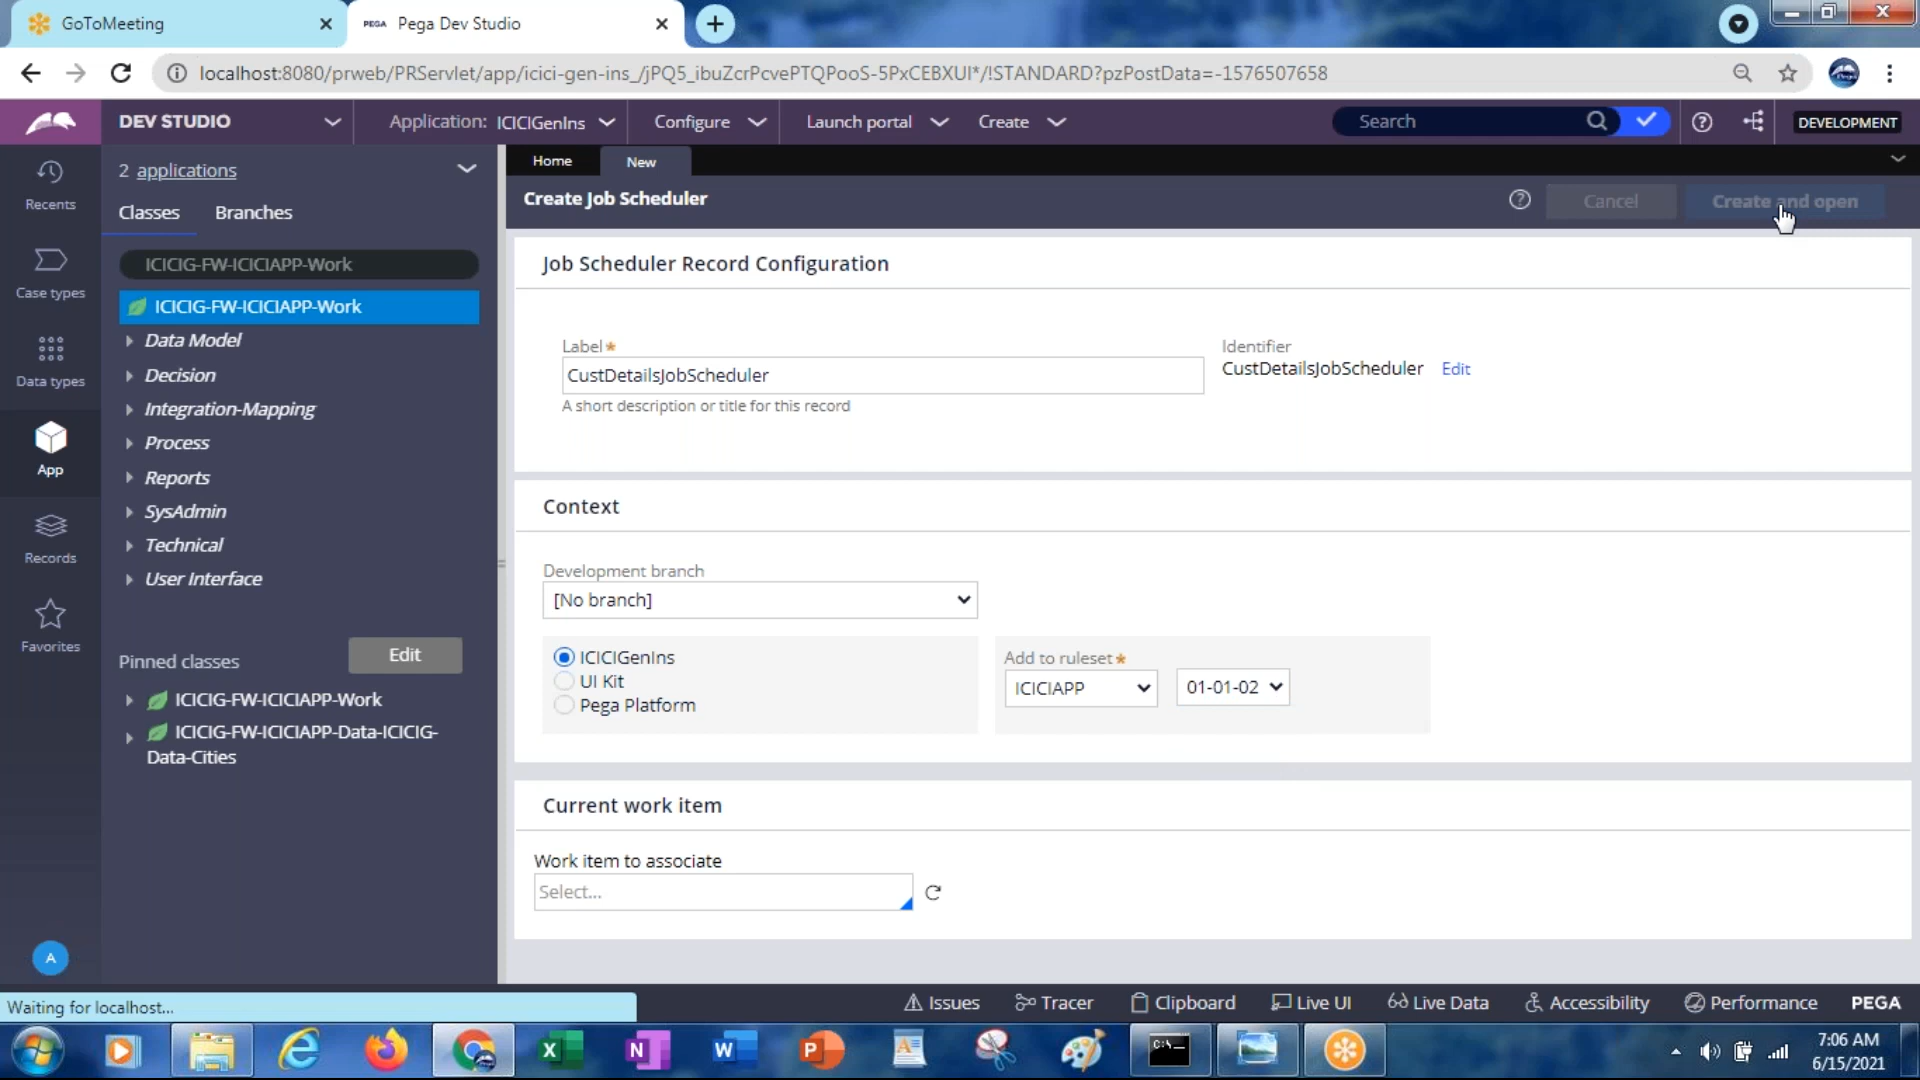 GoToMeeting
PEGA Pega Dev Studio
localhost:8080/prweb/PRServlet/app/icici-gen-ins_/jPQ5_ibuZcrPcvePTQPooS-5PxCEBXUI*/!STANDARD?pzPostData=-1576507658
DEV STUDIO
Application: ICICIGenIns
Configure
Launch portal
Create
Search
DEVELOPMENT
Recents
Case types
Data types
App
Records
Favorites
A
2 applications
Classes Branches
ICICIG-FW-ICICIAPP-Work
ICICIG-FW-ICICIAPP-Work
Data Model
Decision
Integration-Mapping
Process
Reports
SysAdmin
Technical
User Interface
Pinned classes Edit
ICICIG-FW-ICICIAPP-Work
ICICIG-FW-ICICIAPP-Data-ICICIG-
Data-Cities
Home New
Create Job Scheduler
Cancel Create and open
Job Scheduler Record Configuration
Label*
CustDetailsJobScheduler
A short description or title for this record
Identifier
CustDetailsJobScheduler Edit
Context
Development branch
[No branch]
ICICIGenIns
UI Kit
Pega Platform
Add to ruleset*
ICICIAPP 01-01-02
Current work item
Work item to associate
Select...
Waiting for localhost...
Issues Tracer Clipboard Live UI Live Data Accessibility Performance PEGA
7:06 AM
6/15/2021